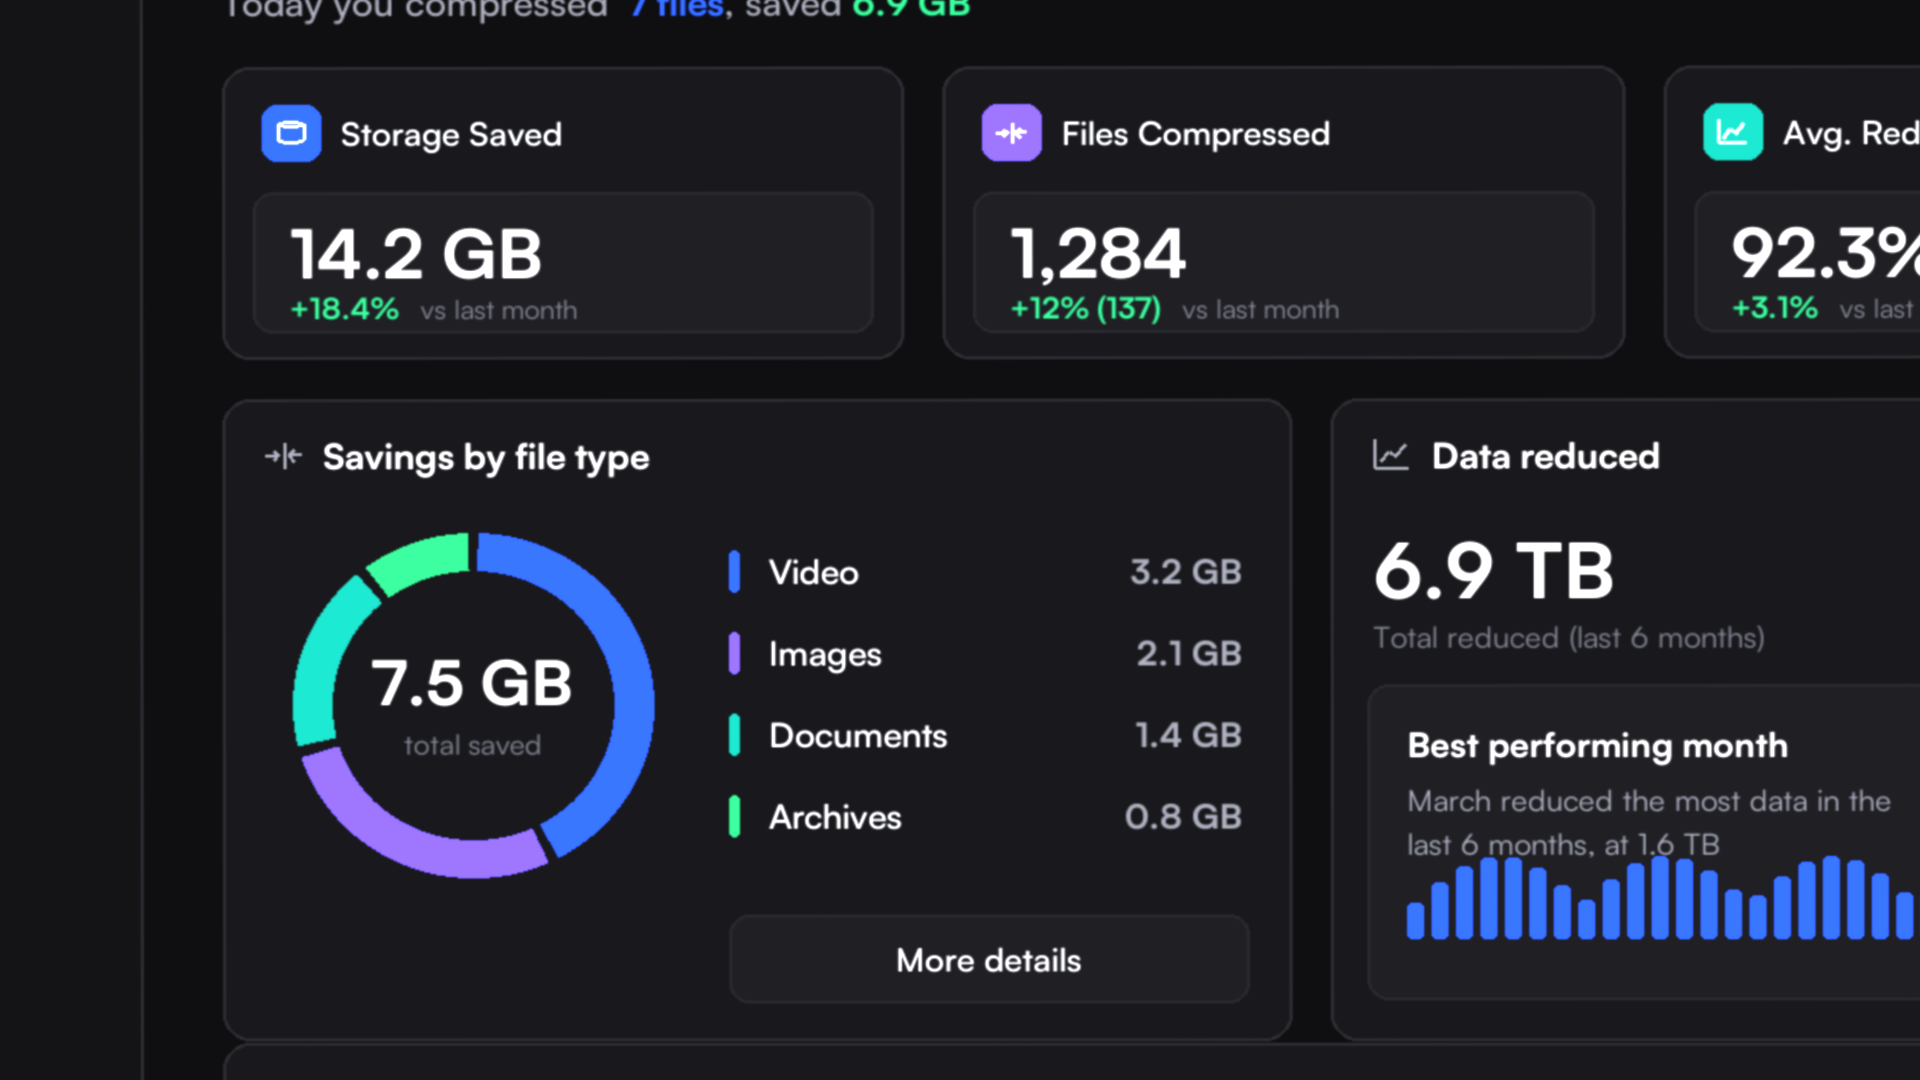 Today you compressed 7 files, saved 6.9 GB
Storage Saved
14.2 GB
+18.4% vs last month
Files Compressed
1,284
+12% (137) vs last month
Avg. Red
92.3%
+3.1% vs last
Savings by file type
7.5 GB
total saved
Video 3.2 GB
Images 2.1 GB
Documents 1.4 GB
Archives 0.8 GB
More details
Data reduced
6.9 TB
Total reduced (last 6 months)
Best performing month
March reduced the most data in the
last 6 months, at 1.6 TB